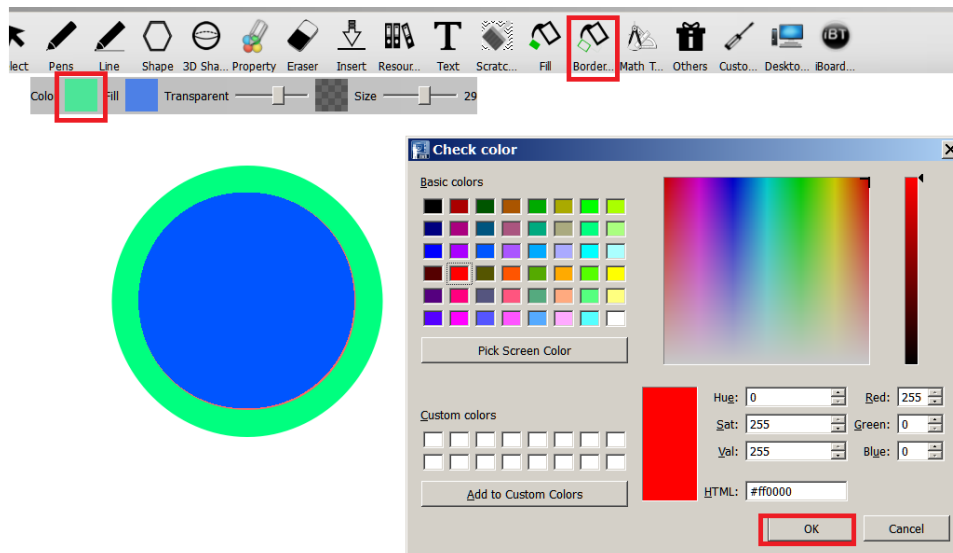 lect Pens Line Shape 3D Sha... Property Eraser Insert Resour... Text Scratc... Fill Border... Math T... Others Custo... Deskto... iBoard...
iBT
Colo Fill Transparent Size 29
Check color
Basic colors
Pick Screen Color
Custom colors
Add to Custom Colors
Hue: 0 Red: 255
Sat: 255 Green: 0
Val: 255 Blue: 0
HTML: #ff0000
OK Cancel